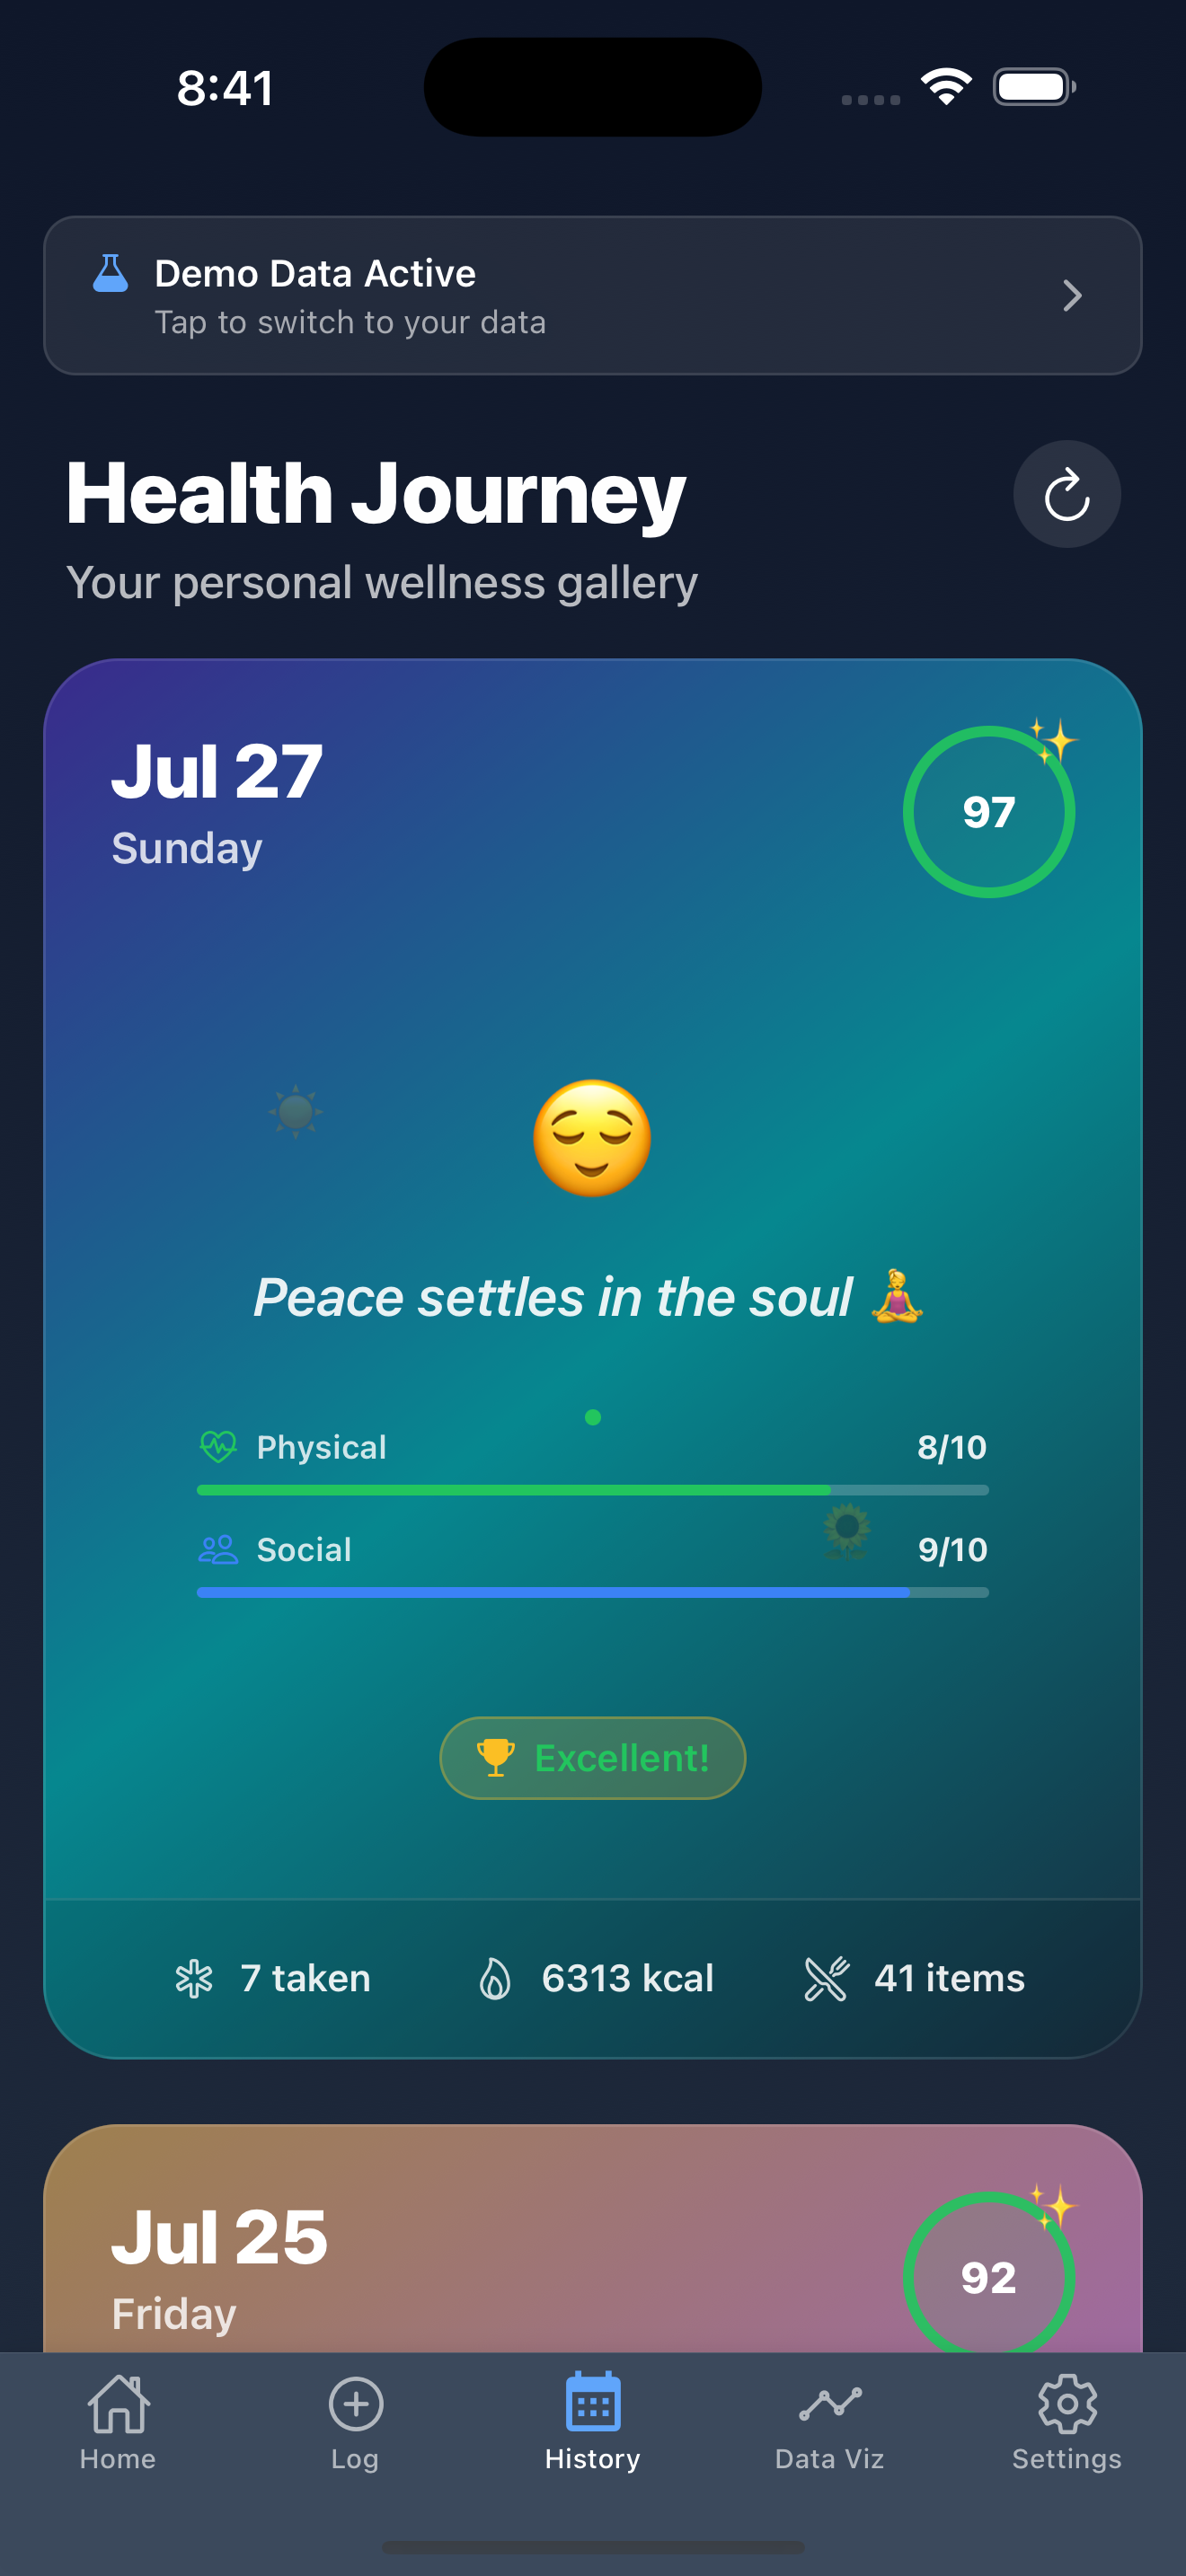 8:41
Demo Data Active
Tap to switch to your data
Health Journey
Your personal wellness gallery
Jul 27
Sunday
97
Peace settles in the soul 🧘
Physical
8/10
Social
9/10
Excellent!
7 taken
6313 kcal
41 items
Jul 25
Friday
92
Home
Log
History
Data Viz
Settings